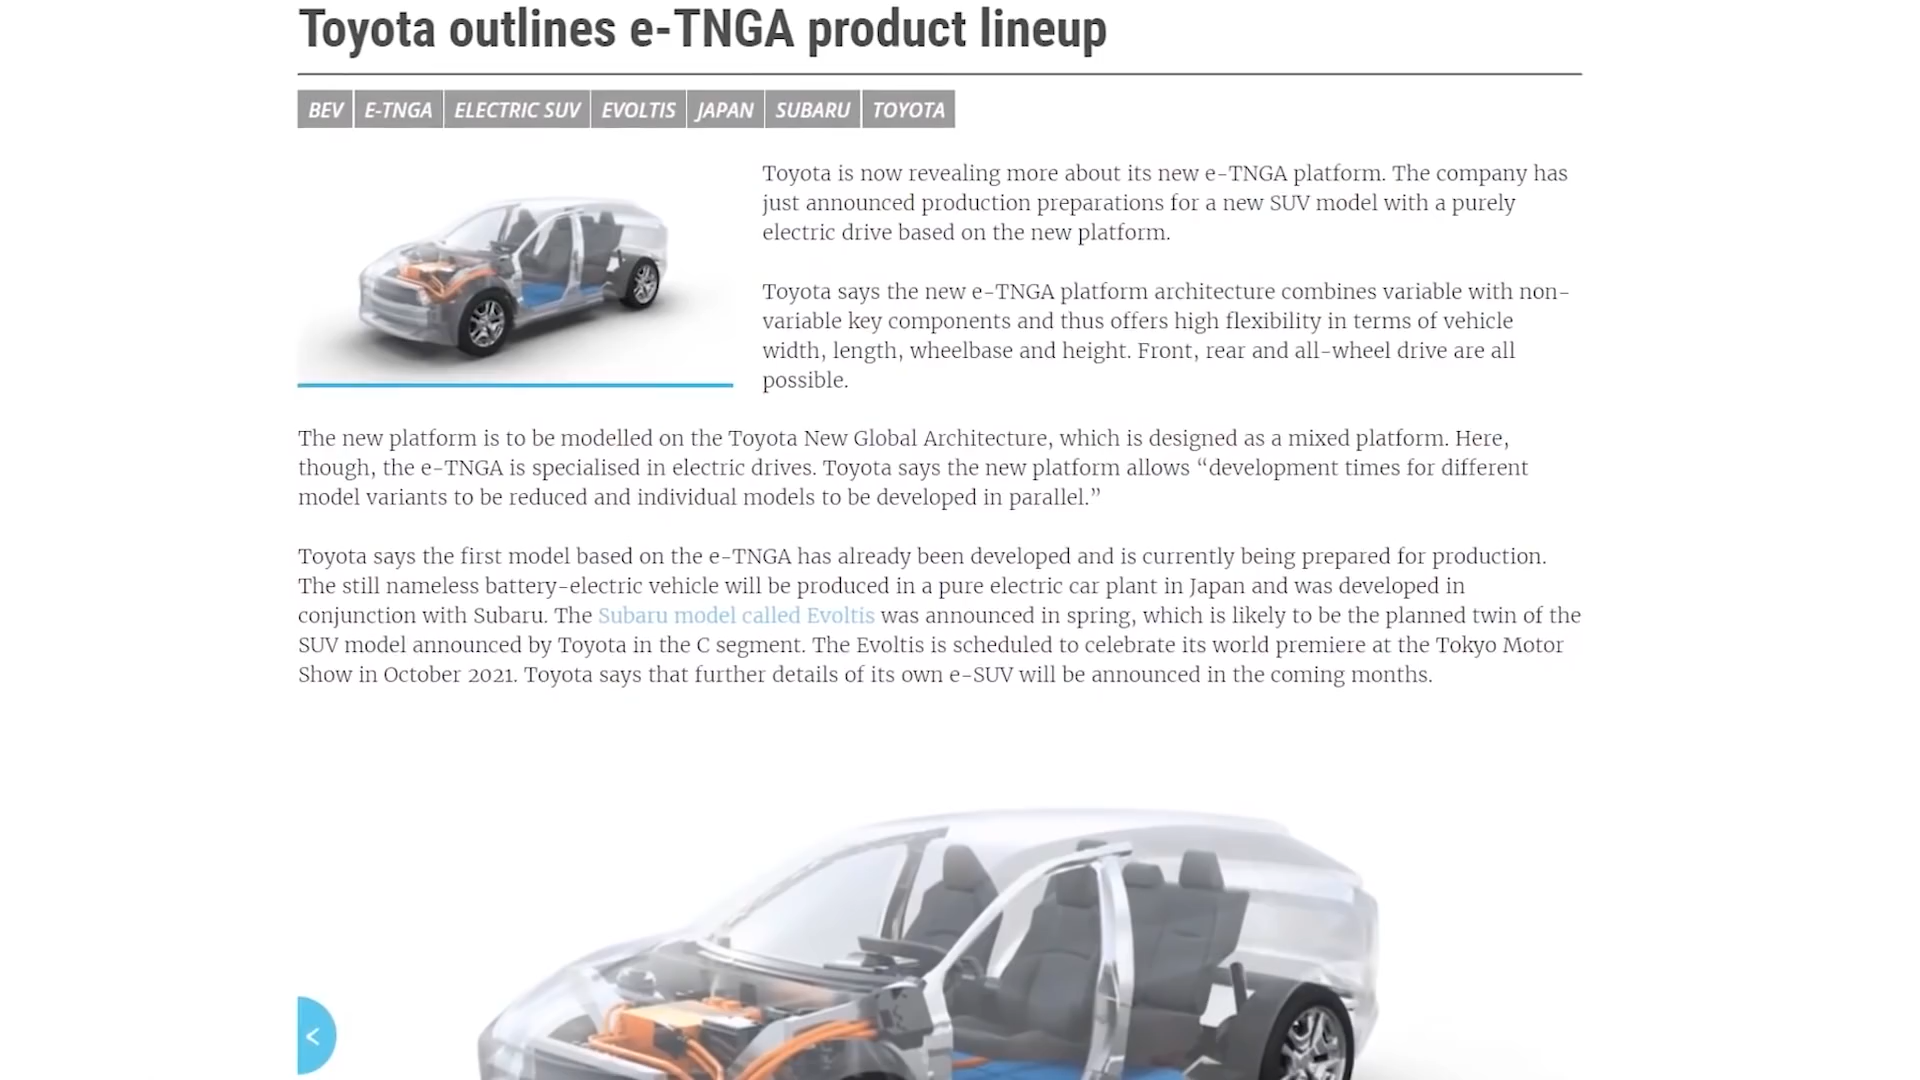 Toyota outlines e-TNGA product lineup
BEV E-TNGA ELECTRIC SUV EVOLTIS JAPAN SUBARU TOYOTA
Toyota is now revealing more about its new e-TNGA platform. The company has
just announced production preparations for a new SUV model with a purely
electric drive based on the new platform.
Toyota says the new e-TNGA platform architecture combines variable with non-
variable key components and thus offers high flexibility in terms of vehicle
width, length, wheelbase and height. Front, rear and all-wheel drive are all
possible.
The new platform is to be modelled on the Toyota New Global Architecture, which is designed as a mixed platform. Here,
though, the e-TNGA is specialised in electric drives. Toyota says the new platform allows “development times for different
model variants to be reduced and individual models to be developed in parallel.”
Toyota says the first model based on the e-TNGA has already been developed and is currently being prepared for production.
The still nameless battery-electric vehicle will be produced in a pure electric car plant in Japan and was developed in
conjunction with Subaru. The Subaru model called Evoltis was announced in spring, which is likely to be the planned twin of the
SUV model announced by Toyota in the C segment. The Evoltis is scheduled to celebrate its world premiere at the Tokyo Motor
Show in October 2021. Toyota says that further details of its own e-SUV will be announced in the coming months.
<